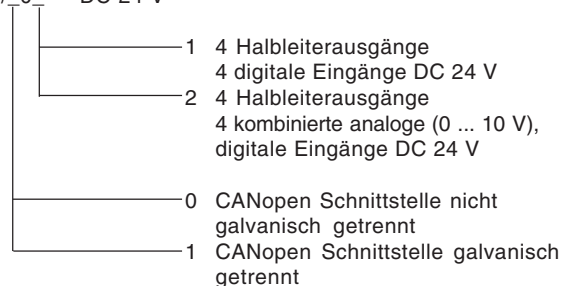 1 4 Halbleiterausgänge
4 digitale Eingänge DC 24 V
2 4 Halbleiterausgänge
4 kombinierte analoge (0 ... 10 V),
digitale Eingänge DC 24 V
0 CANopen Schnittstelle nicht
galvanisch getrennt
1 CANopen Schnittstelle galvanisch
getrennt